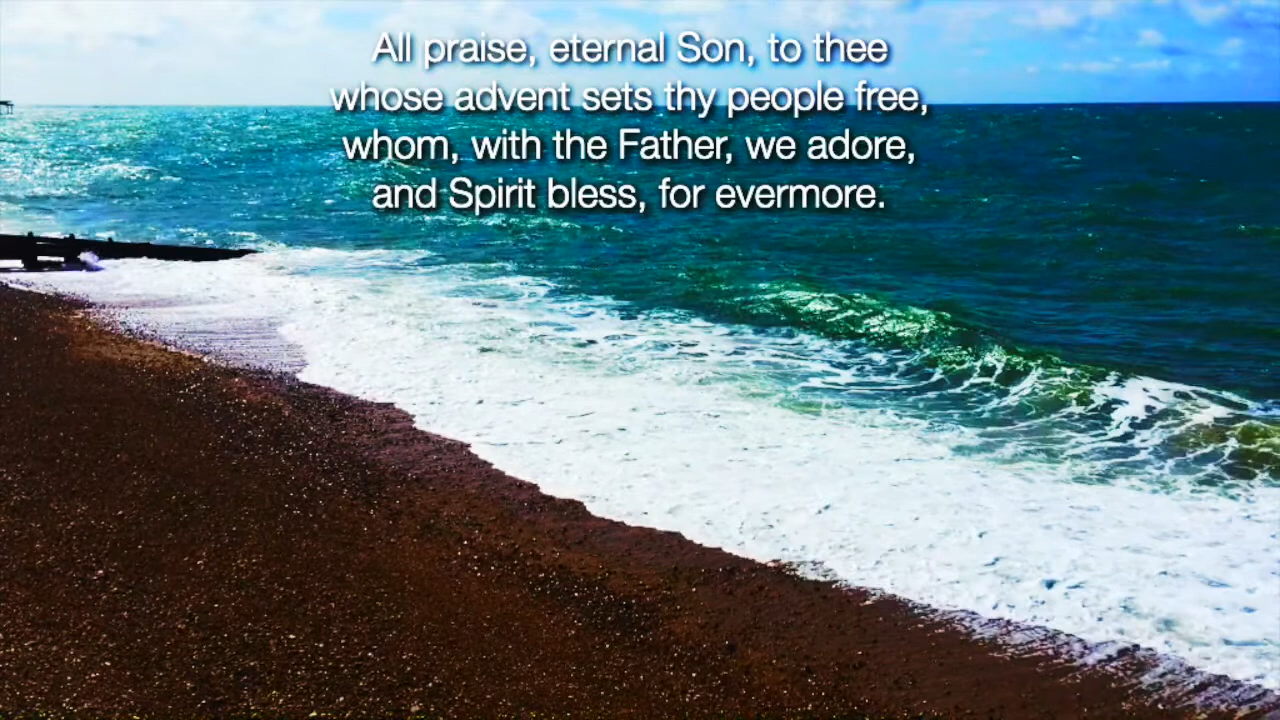 All praise, eternal Son, to thee
whose advent sets thy people free,
whom, with the Father, we adore,
and Spirit bless, for evermore.